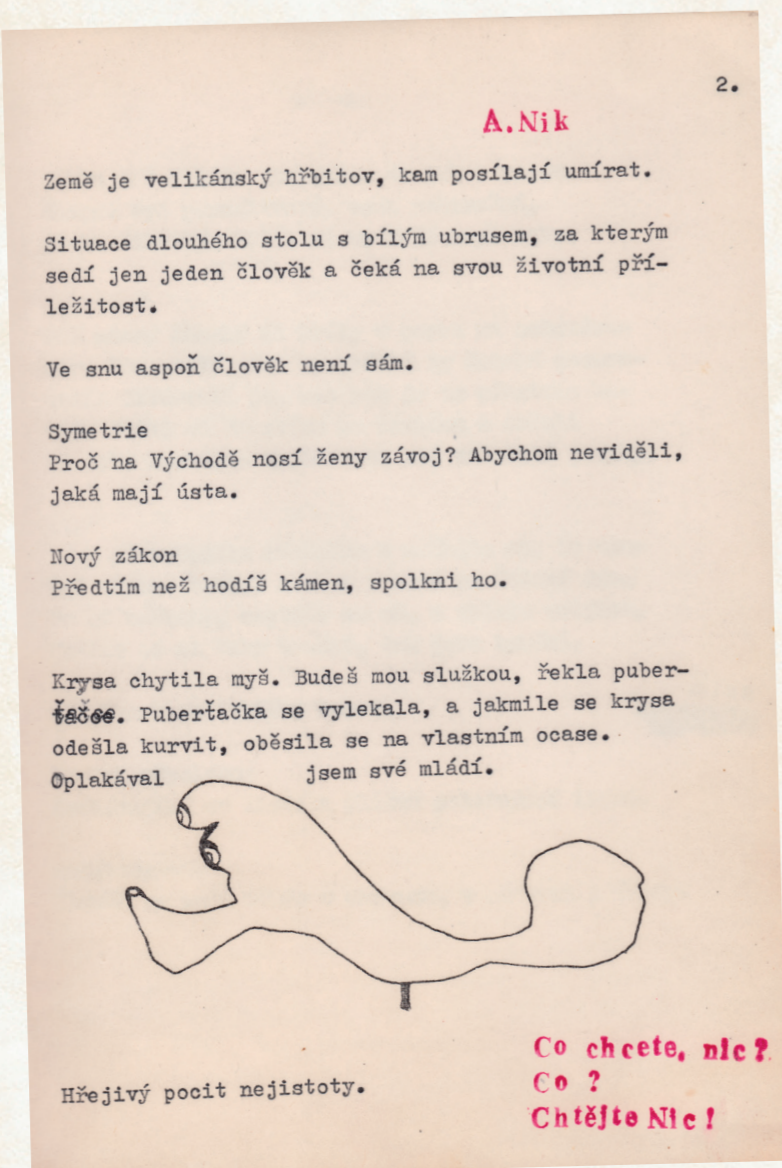 2.
A.Nik
Země je velikánský hřbitov, kam posílají umírat.
Situace dlouhého stolu s bílým ubrusem, za kterým
sedí jen jeden člověk a čeká na svou životní pří-
ležitost.
Ve snu aspoň člověk není sám.
Symetrie
Proč na Východě nosí ženy závoj? Abychom neviděli,
jaká mají ústa.
Nový zákon
Předtím než hodíš kámen, spolkni ho.
Krysa chytila myš. Budeš mou služkou, řekla puber-
ťačce. Puberťačka se vylekala, a jakmile se krysa
odešla kurvit, oběsila se na vlastním ocase.
Oplakával jsem své mládí.
Hřejivý pocit nejistoty.
Co chcete, nic?
Co ?
Chtějte Nic!